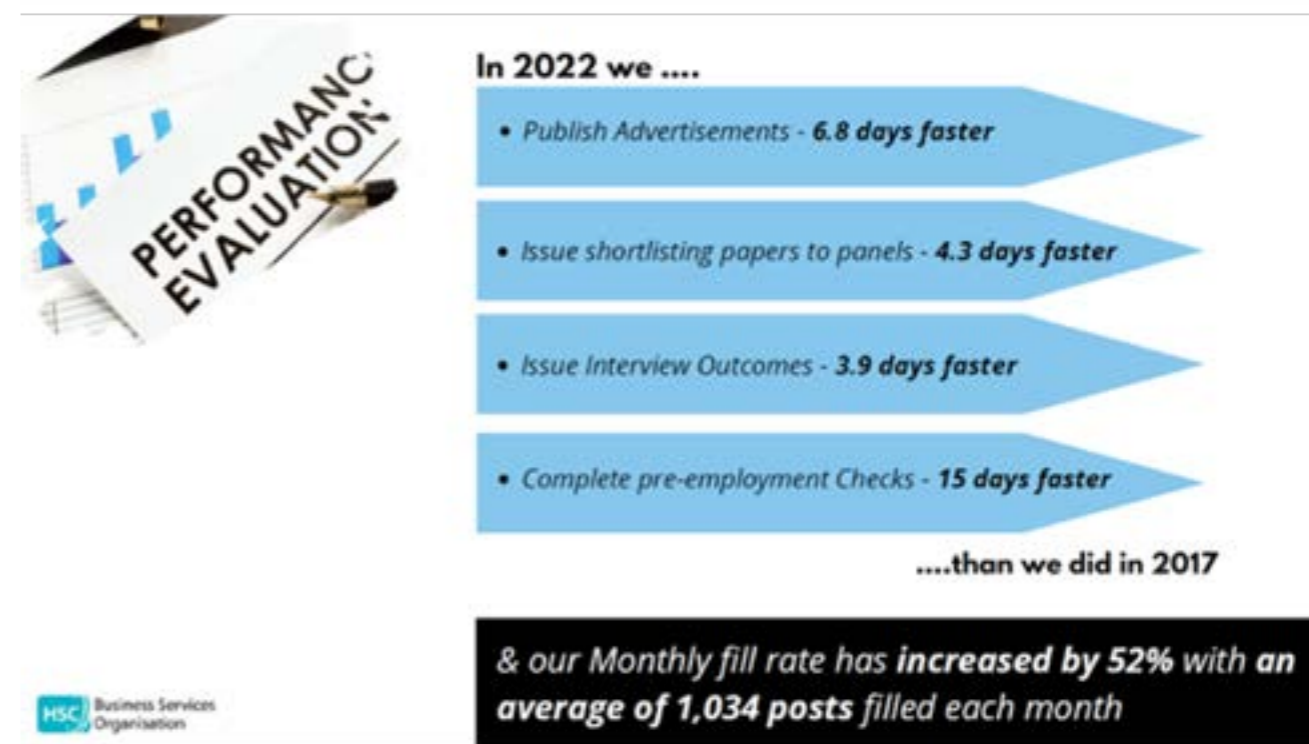 PERFORMANC
EVALUATION
In 2022 we ....
• Publish Advertisements - 6.8 days faster
• Issue shortlisting papers to panels - 4.3 days faster
• Issue Interview Outcomes - 3.9 days faster
• Complete pre-employment Checks - 15 days faster
....than we did in 2017
& our Monthly fill rate has increased by 52% with an
average of 1,034 posts filled each month
HSC Business Services
Organisation